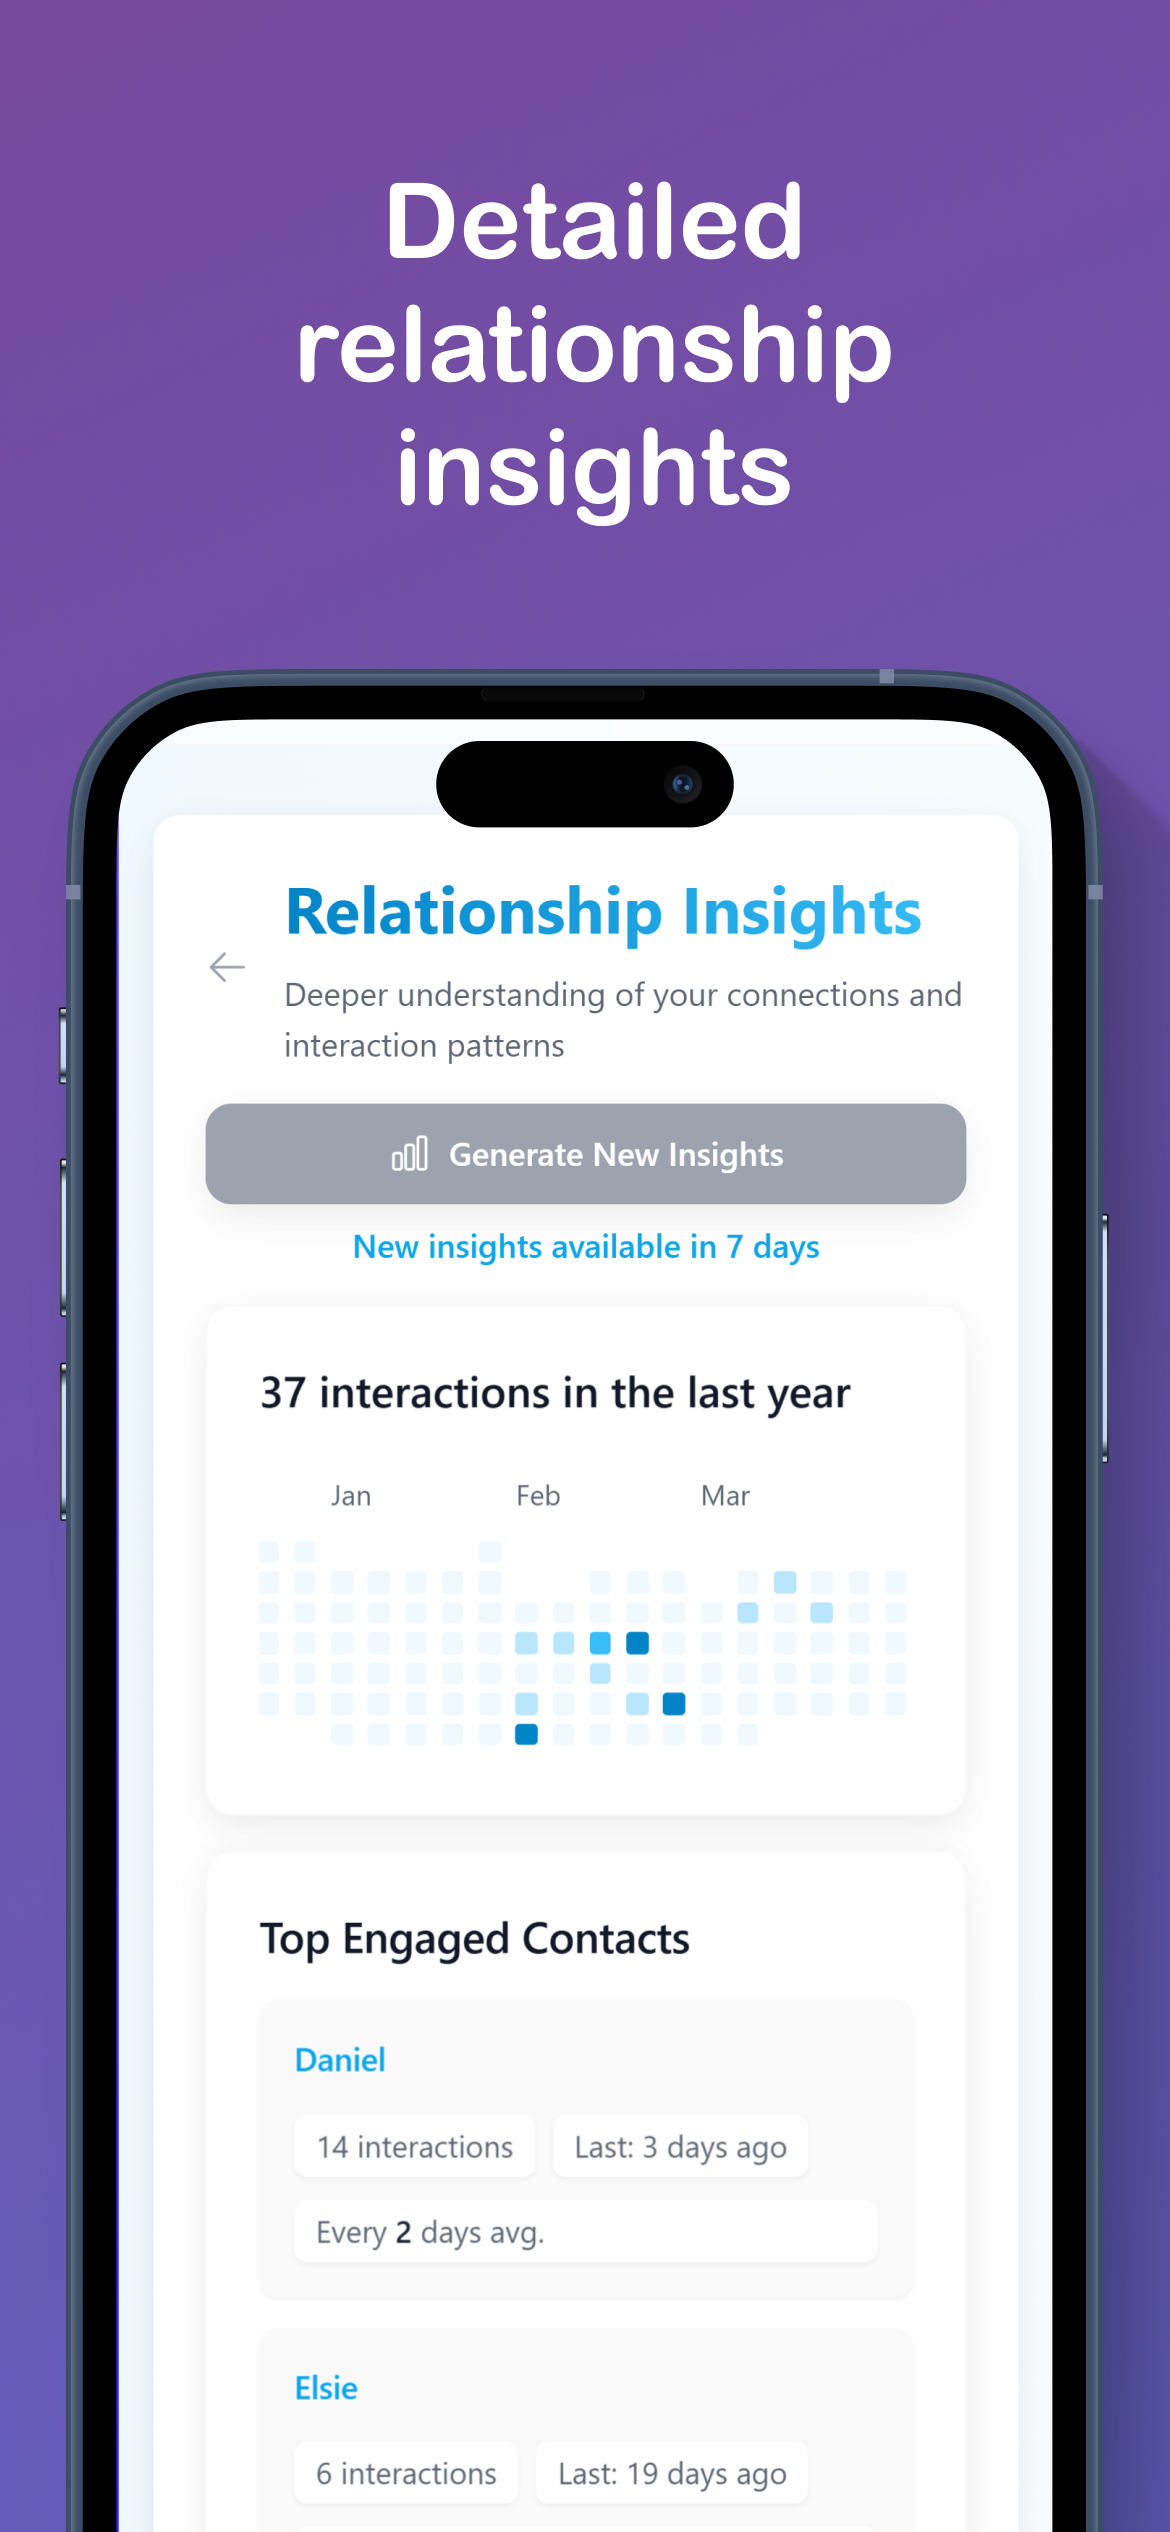 Detailed
relationship
insights
Relationship Insights
Deeper understanding of your connections and
interaction patterns
Generate New Insights
New insights available in 7 days
37 interactions in the last year
Jan Feb Mar
Top Engaged Contacts
Daniel
14 interactions Last: 3 days ago
Every 2 days avg.
Elsie
6 interactions Last: 19 days ago